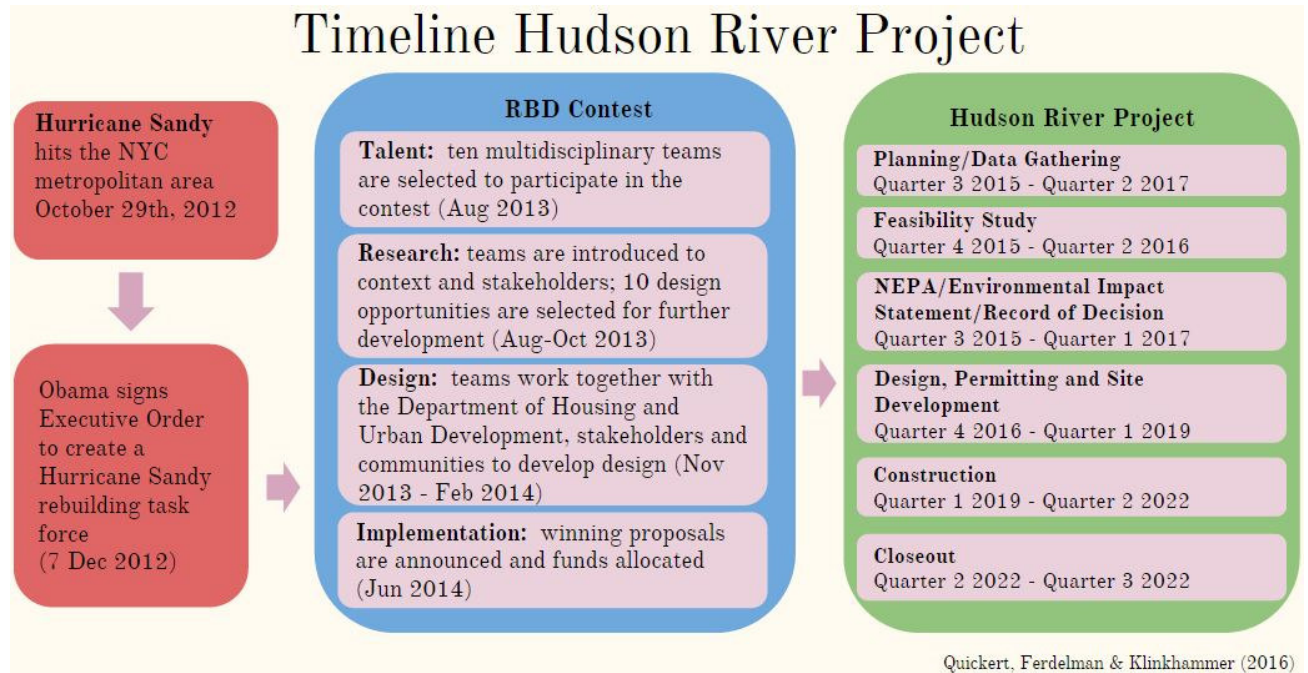 Timeline Hudson River Project
Hurricane Sandy
hits the NYC
metropolitan area
October 29th, 2012
Obama signs
Executive Order
to create a
Hurricane Sandy
rebuilding task
force
(7 Dec 2012)
RBD Contest
Talent: ten multidisciplinary teams
are selected to participate in the
contest (Aug 2013)
Research: teams are introduced to
context and stakeholders; 10 design
opportunities are selected for further
development (Aug-Oct 2013)
Design: teams work together with
the Department of Housing and
Urban Development, stakeholders and
communities to develop design (Nov
2013 - Feb 2014)
Implementation: winning proposals
are announced and funds allocated
(Jun 2014)
Hudson River Project
Planning/Data Gathering
Quarter 3 2015 - Quarter 2 2017
Feasibility Study
Quarter 4 2015 - Quarter 2 2016
NEPA/Environmental Impact
Statement/Record of Decision
Quarter 3 2015 - Quarter 1 2017
Design, Permitting and Site
Development
Quarter 4 2016 - Quarter 1 2019
Construction
Quarter 1 2019 - Quarter 2 2022
Closeout
Quarter 2 2022 - Quarter 3 2022
Quickert, Ferdelman & Klinkhammer (2016)